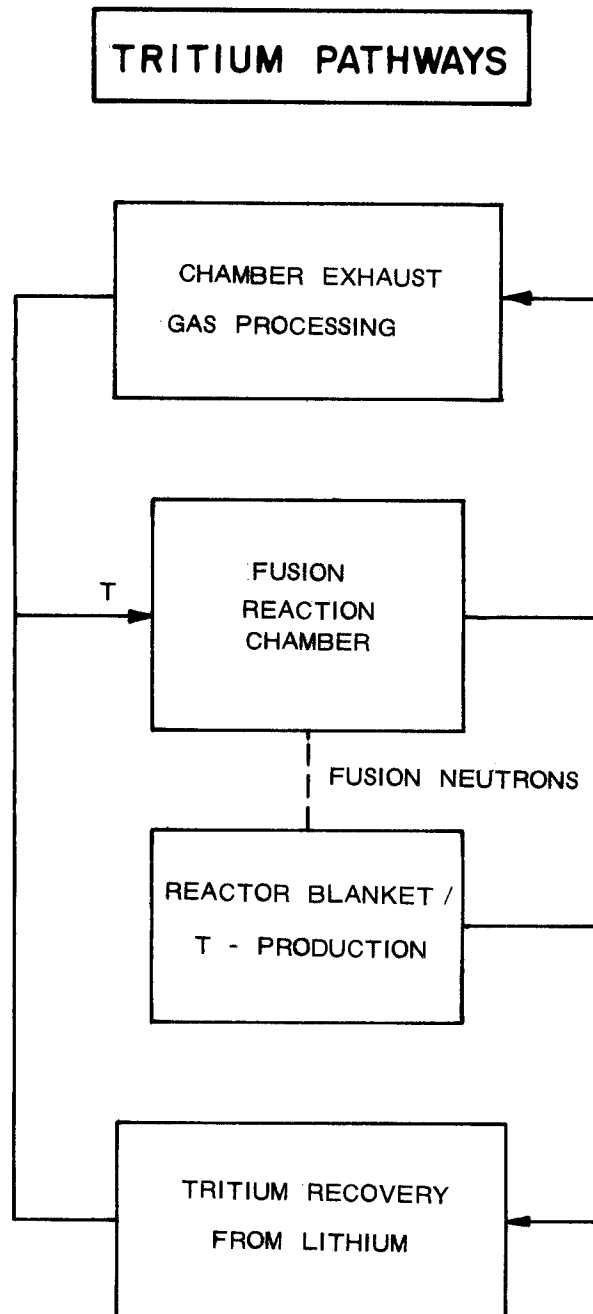 TRITIUM PATHWAYS
CHAMBER EXHAUST
GAS PROCESSING
T
FUSION
REACTION
CHAMBER
FUSION NEUTRONS
REACTOR BLANKET /
T - PRODUCTION
TRITIUM RECOVERY
FROM LITHIUM